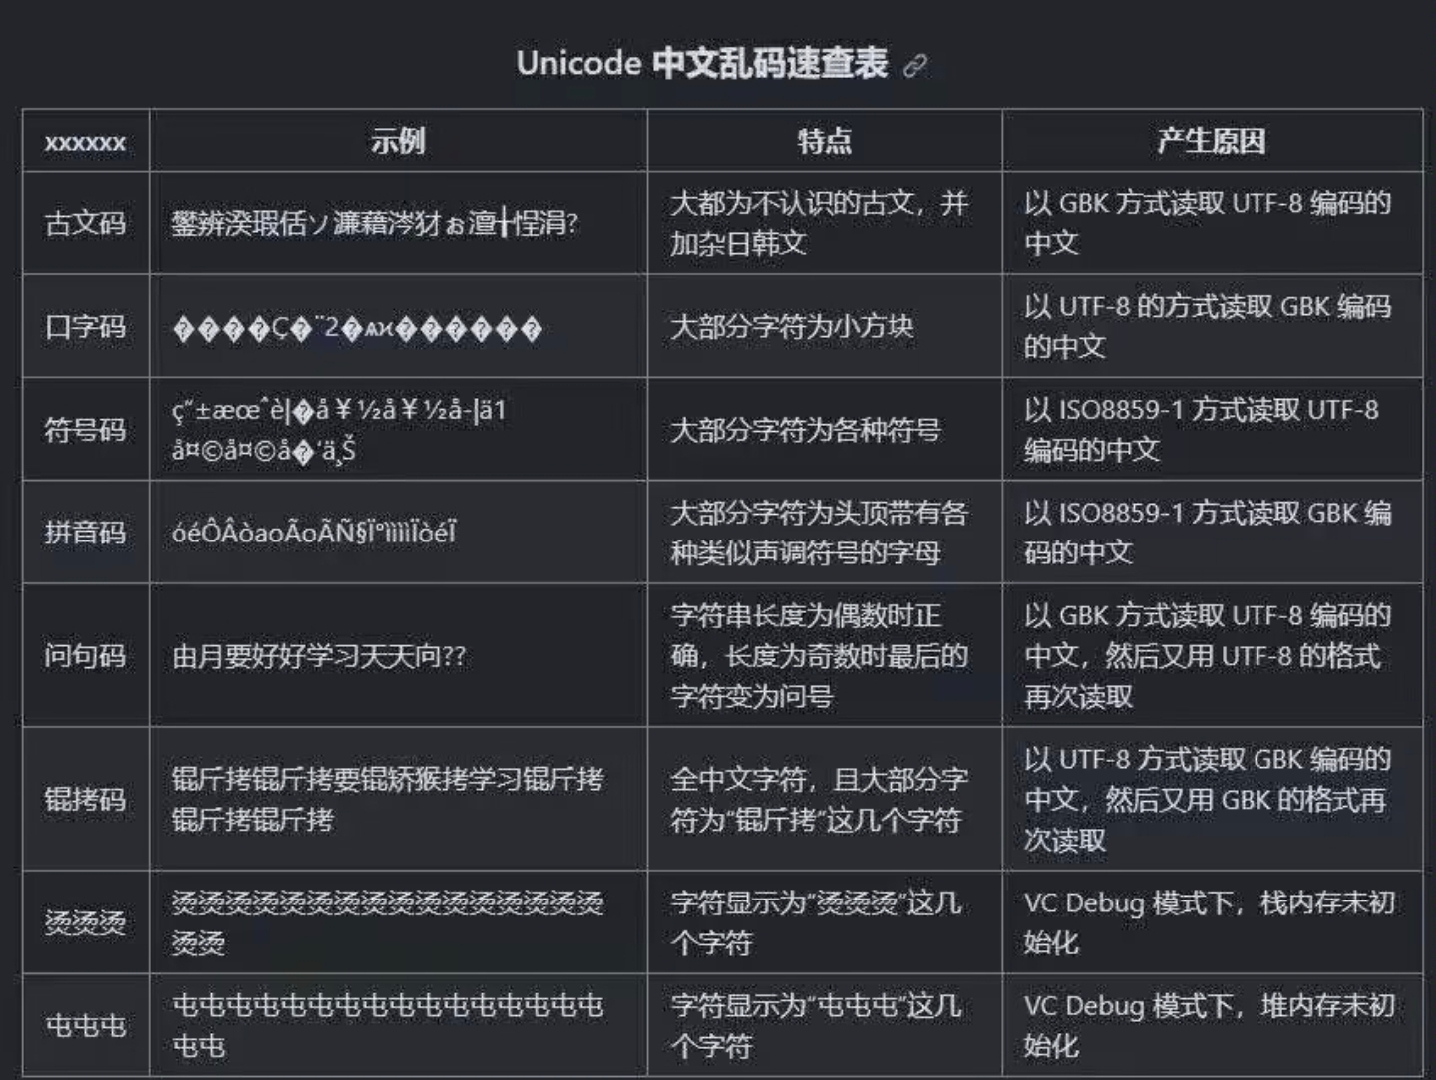 Unicode 中文乱码速查表
xxxxxx
示例
特点
产生原因
古文码
大都为不认识的古文，并
加杂日韩文
以 GBK 方式读取 UTF-8 编码的
中文
口字码
����Ç�¨2�ѧϰ������
大部分字符为小方块
以 UTF-8 的方式读取 GBK 编码
的中文
符号码
ç”±æœˆè|�å¥½å¥½å-|ä1
å¤©å¤©å�‘ä¸Š
大部分字符为各种符号
以 ISO8859-1 方式读取 UTF-8
编码的中文
拼音码
óéÔÂòaoÃoÃÑ§Ï°ììììÏòéÏ
大部分字符为头顶带有各
种类似声调符号的字母
以 ISO8859-1 方式读取 GBK 编
码的中文
问句码
由月要好好学习天天向??
字符串长度为偶数时正
确，长度为奇数时最后的
字符变为问号
以 GBK 方式读取 UTF-8 编码的
中文，然后又用 UTF-8 的格式
再次读取
锟拷码
锟斤拷锟斤拷要锟矫猴拷学习锟斤拷
锟斤拷锟斤拷
全中文字符，且大部分字
符为“锟斤拷”这几个字符
以 UTF-8 方式读取 GBK 编码的
中文，然后又用 GBK 的格式再
次读取
烫烫烫
烫烫烫烫烫烫烫烫烫烫烫烫烫烫烫烫
烫烫
字符显示为“烫烫烫”这几
个字符
VC Debug 模式下，栈内存未初
始化
屯屯屯
屯屯屯屯屯屯屯屯屯屯屯屯屯屯屯屯
屯屯
字符显示为“屯屯屯”这几
个字符
VC Debug 模式下，堆内存未初
始化